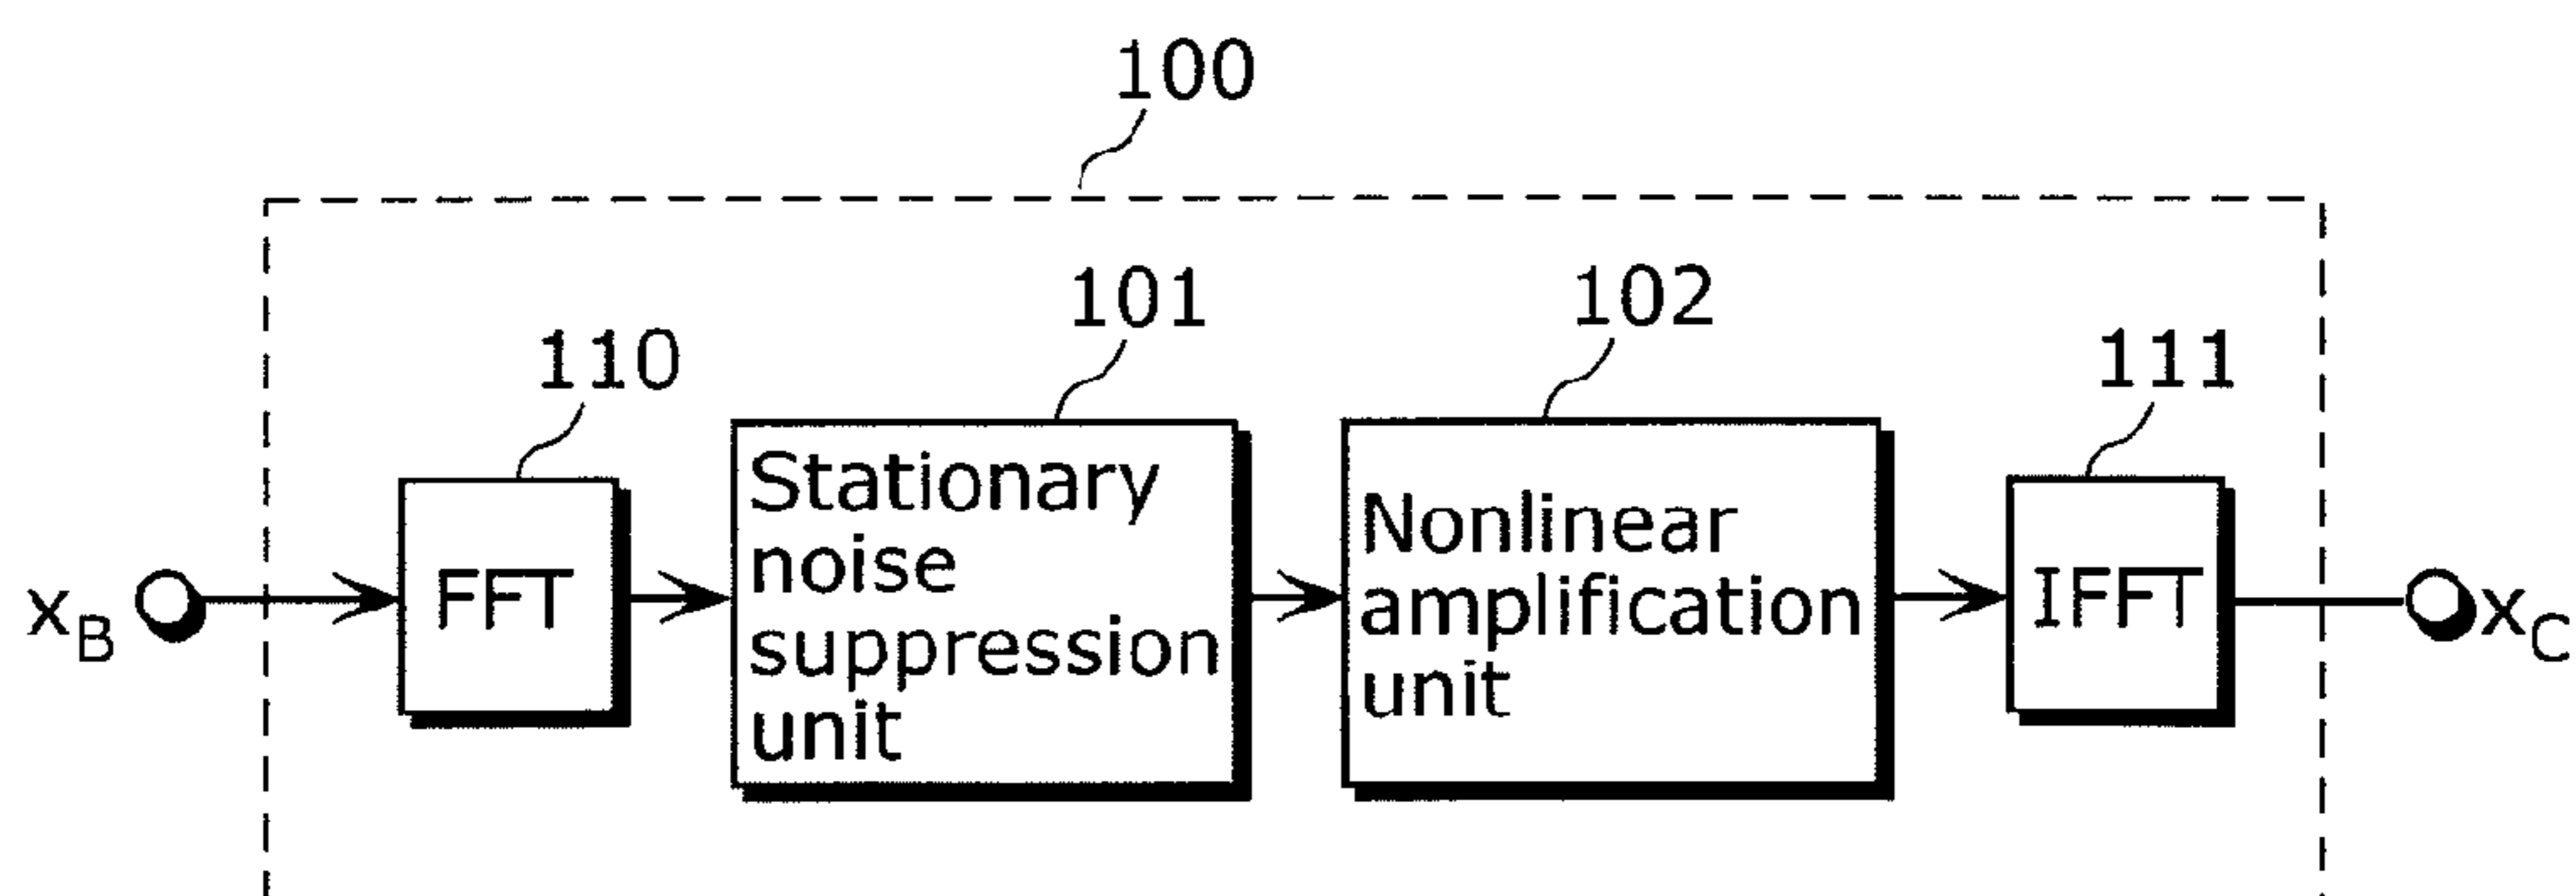 100
101
102
110
111
Stationary
noise
suppression
unit
Nonlinear
amplification
unit
FFT
IFFT
xB
xC